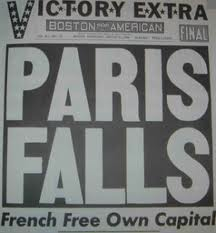 VICTORY EXTRA
BOSTON AMERICAN
FINAL
PARIS
FALLS
French Free Own Capital